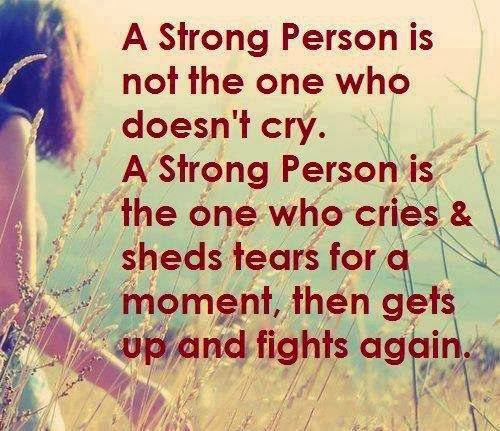 A Strong Person is
not the one who
doesn't cry.
A Strong Person is
the one who cries &
sheds tears for a
moment, then gets
up and fights again.